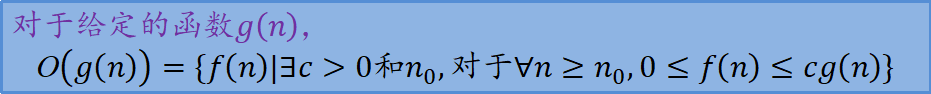 对于给定的函数g(n),
O(g(n)) = {f(n)|∃c > 0和n₀, 对于∀n ≥ n₀, 0 ≤ f(n) ≤ cg(n)}